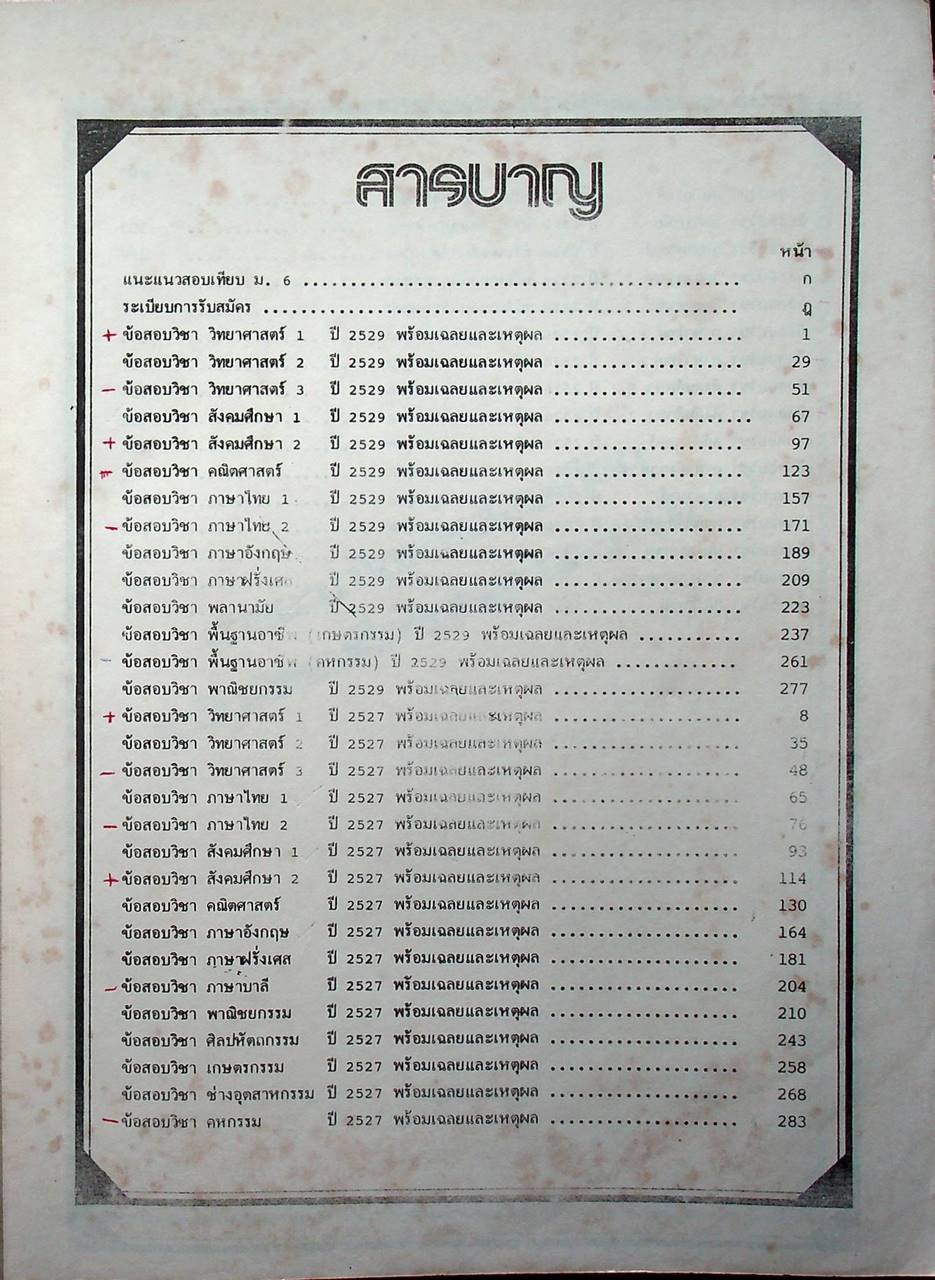 สารบาญ
หน้า
แนะแนวสอบเทียบ ม. 6 .................................................. ก
ระเบียบการรับสมัคร .................................................. ฎ
+ ข้อสอบวิชา วิทยาศาสตร์ 1 ปี 2529 พร้อมเฉลยและเหตุผล .................... 1
ข้อสอบวิชา วิทยาศาสตร์ 2 ปี 2529 พร้อมเฉลยและเหตุผล .................... 29
- ข้อสอบวิชา วิทยาศาสตร์ 3 ปี 2529 พร้อมเฉลยและเหตุผล .................... 51
ข้อสอบวิชา สังคมศึกษา 1 ปี 2529 พร้อมเฉลยและเหตุผล ..................... 67
+ ข้อสอบวิชา สังคมศึกษา 2 ปี 2529 พร้อมเฉลยและเหตุผล .................... 97
ข้อสอบวิชา คณิตศาสตร์ ปี 2529 พร้อมเฉลยและเหตุผล .................... 123
ข้อสอบวิชา ภาษาไทย 1 ปี 2529 พร้อมเฉลยและเหตุผล .................... 157
- ข้อสอบวิชา ภาษาไทย 2 ปี 2529 พร้อมเฉลยและเหตุผล .................... 171
ข้อสอบวิชา ภาษาอังกฤษ ปี 2529 พร้อมเฉลยและเหตุผล .................... 189
ข้อสอบวิชา ภาษาฝรั่งเศส ปี 2529 พร้อมเฉลยและเหตุผล .................... 209
ข้อสอบวิชา พลานามัย ปี 2529 พร้อมเฉลยและเหตุผล .................... 223
ข้อสอบวิชา พื้นฐานอาชีพ (เกษตรกรรม) ปี 2529 พร้อมเฉลยและเหตุผล ........... 237
- ข้อสอบวิชา พื้นฐานอาชีพ (คหกรรม) ปี 2529 พร้อมเฉลยและเหตุผล ............. 261
ข้อสอบวิชา พาณิชยกรรม ปี 2529 พร้อมเฉลยและเหตุผล .................... 277
+ ข้อสอบวิชา วิทยาศาสตร์ 1 ปี 2527 พร้อมเฉลยและเหตุผล .................... 8
ข้อสอบวิชา วิทยาศาสตร์ 2 ปี 2527 พร้อมเฉลยและเหตุผล .................... 35
- ข้อสอบวิชา วิทยาศาสตร์ 3 ปี 2527 พร้อมเฉลยและเหตุผล .................... 48
ข้อสอบวิชา ภาษาไทย 1 ปี 2527 พร้อมเฉลยและเหตุผล .................... 65
- ข้อสอบวิชา ภาษาไทย 2 ปี 2527 พร้อมเฉลยและเหตุผล .................... 76
ข้อสอบวิชา สังคมศึกษา 1 ปี 2527 พร้อมเฉลยและเหตุผล .................... 93
+ ข้อสอบวิชา สังคมศึกษา 2 ปี 2527 พร้อมเฉลยและเหตุผล .................... 114
ข้อสอบวิชา คณิตศาสตร์ ปี 2527 พร้อมเฉลยและเหตุผล .................... 130
ข้อสอบวิชา ภาษาอังกฤษ ปี 2527 พร้อมเฉลยและเหตุผล .................... 164
ข้อสอบวิชา ภาษาฝรั่งเศส ปี 2527 พร้อมเฉลยและเหตุผล .................... 181
- ข้อสอบวิชา ภาษาบาลี ปี 2527 พร้อมเฉลยและเหตุผล .................... 204
ข้อสอบวิชา พาณิชยกรรม ปี 2527 พร้อมเฉลยและเหตุผล .................... 210
ข้อสอบวิชา ศิลปหัตถกรรม ปี 2527 พร้อมเฉลยและเหตุผล .................... 243
ข้อสอบวิชา เกษตรกรรม ปี 2527 พร้อมเฉลยและเหตุผล .................... 258
ข้อสอบวิชา ช่างอุตสาหกรรม ปี 2527 พร้อมเฉลยและเหตุผล .................... 268
- ข้อสอบวิชา คหกรรม ปี 2527 พร้อมเฉลยและเหตุผล .................... 283